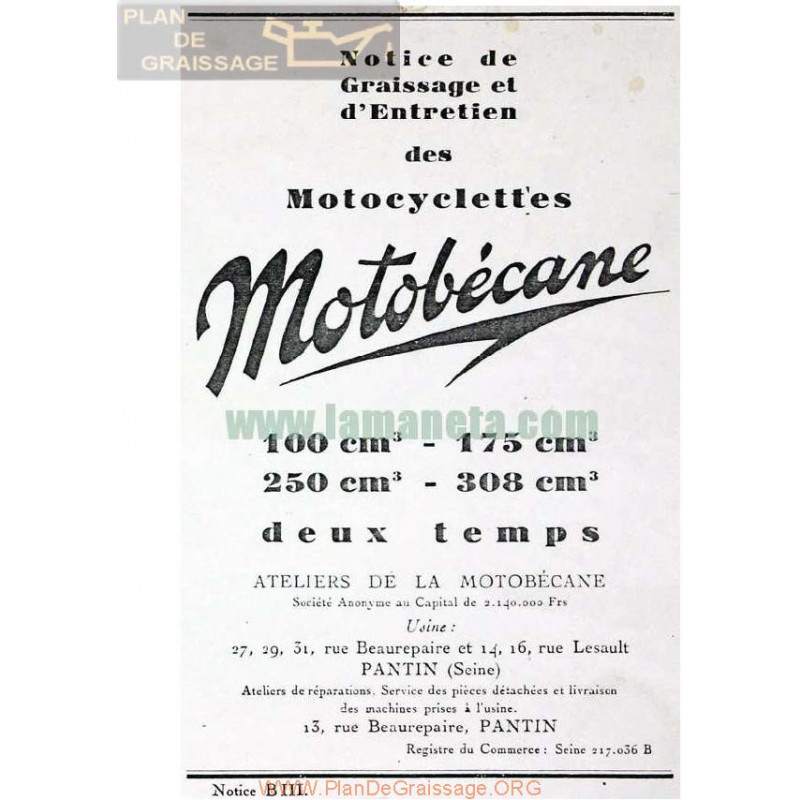 PLAN
DE
GRAISSAGE
Notice de
Graissage et
d'Entretien
des
Motocyclettes
Motobécane
www.lamaneta.com
100 cm³ - 175 cm³
250 cm³ - 308 cm³
deux temps
ATELIERS DE LA MOTOBÉCANE
Société Anonyme au Capital de 2.140.000 Frs
Usine :
27, 29, 31, rue Beaurepaire et 14, 16, rue Lesault
PANTIN (Seine)
Ateliers de réparations, Service des pièces détachées et livraison
des machines prises à l'usine.
13, rue Beaurepaire, PANTIN
Registre du Commerce : Seine 217.036 B
Notice BIII.
www.PlanDeGraissage.ORG